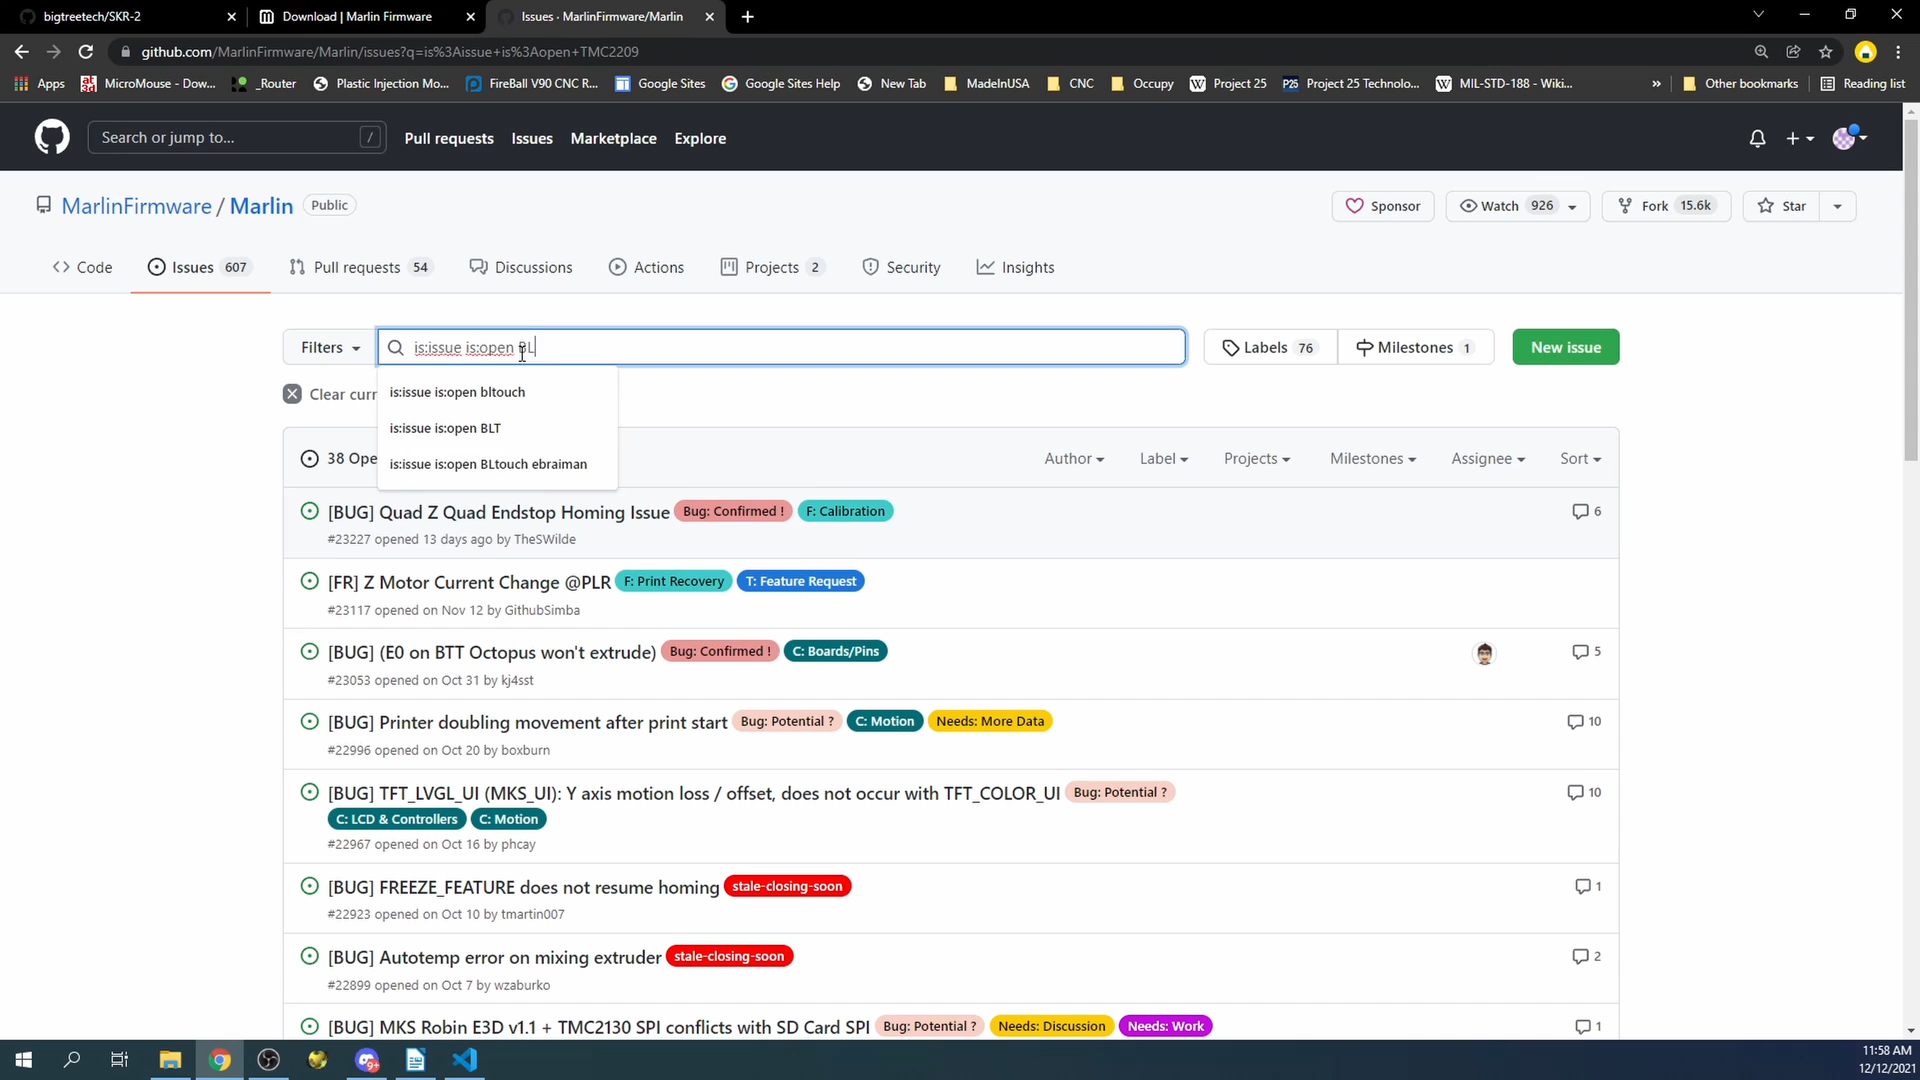 bigtreetech/SKR-2
Download | Marlin Firmware
Issues · MarlinFirmware/Marlin
github.com/MarlinFirmware/Marlin/issues?q=is%3Aissue+is%3Aopen+TMC2209
Apps
MicroMouse - Dow...
_Router
Plastic Injection Mo...
FireBall V90 CNC R...
Google Sites
Google Sites Help
New Tab
MadeInUSA
CNC
Occupy
Project 25
Project 25 Technolo...
MIL-STD-188 - Wiki...
»
Other bookmarks
Reading list
Search or jump to... /
Pull requests
Issues
Marketplace
Explore
MarlinFirmware / Marlin Public
Sponsor
Watch 926
Fork 15.6k
Star
Code
Issues 607
Pull requests 54
Discussions
Actions
Projects 2
Security
Insights
Filters
is:issue is:open BL
Labels 76
Milestones 1
New issue
is:issue is:open bltouch
is:issue is:open BLT
is:issue is:open BLtouch ebraiman
Clear curr
38 Ope
Author
Label
Projects
Milestones
Assignee
Sort
[BUG] Quad Z Quad Endstop Homing Issue Bug: Confirmed ! F: Calibration 6
#23227 opened 13 days ago by TheSWilde
[FR] Z Motor Current Change @PLR F: Print Recovery T: Feature Request
#23117 opened on Nov 12 by GithubSimba
[BUG] (E0 on BTT Octopus won't extrude) Bug: Confirmed ! C: Boards/Pins 5
#23053 opened on Oct 31 by kj4sst
[BUG] Printer doubling movement after print start Bug: Potential ? C: Motion Needs: More Data 10
#22996 opened on Oct 20 by boxburn
[BUG] TFT_LVGL_UI (MKS_UI): Y axis motion loss / offset, does not occur with TFT_COLOR_UI Bug: Potential ? 10
C: LCD & Controllers C: Motion
#22967 opened on Oct 16 by phcay
[BUG] FREEZE_FEATURE does not resume homing stale-closing-soon 1
#22923 opened on Oct 10 by tmartin007
[BUG] Autotemp error on mixing extruder stale-closing-soon 2
#22899 opened on Oct 7 by wzaburko
[BUG] MKS Robin E3D v1.1 + TMC2130 SPI conflicts with SD Card SPI Bug: Potential ? Needs: Discussion Needs: Work 1
9+
11:58 AM
12/12/2021